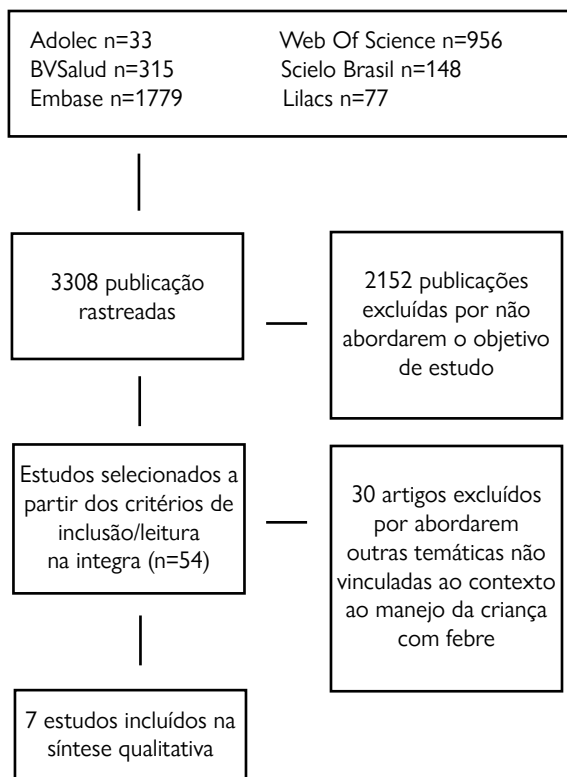 Adolec n=33
BVSalud n=315
Embase n=1779
Web Of Science n=956
Scielo Brasil n=148
Lilacs n=77
3308 publicação
rastreadas
2152 publicações
excluídas por não
abordarem o objetivo
de estudo
Estudos selecionados a
partir dos critérios de
inclusão/leitura
na integra (n=54)
30 artigos excluídos
por abordarem
outras temáticas não
vinculadas ao contexto
ao manejo da criança
com febre
7 estudos incluídos na
síntese qualitativa